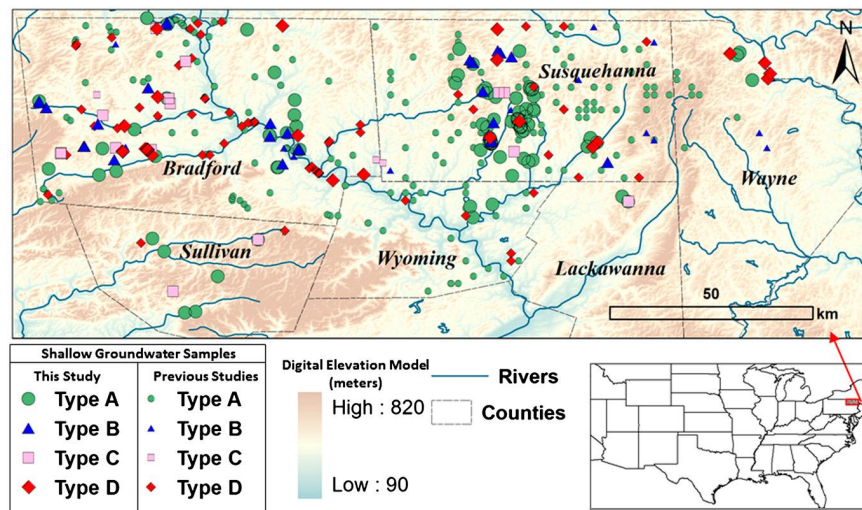 N
Susquehanna
Bradford
Wayne
Sullivan
Wyoming
Lackawanna
50
km
Shallow Groundwater Samples
This Study
Previous Studies
Type A
Type A
Type B
Type B
Type C
Type C
Type D
Type D
Digital Elevation Model
(meters)
High : 820
Low : 90
Rivers
Counties